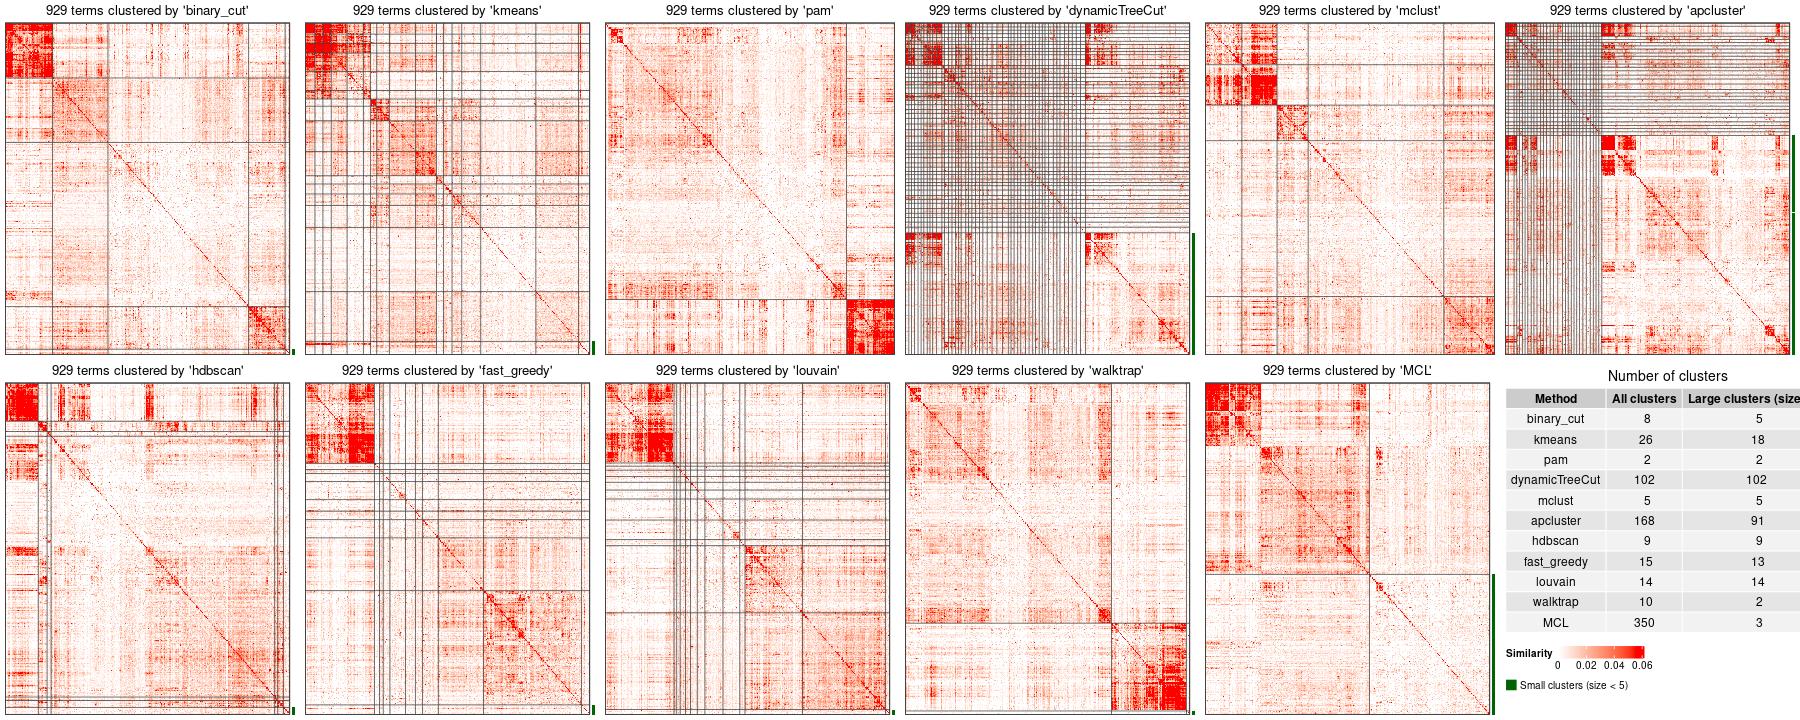 929 terms clustered by 'binary_cut'
929 terms clustered by 'kmeans'
929 terms clustered by 'pam'
929 terms clustered by 'dynamicTreeCut'
929 terms clustered by 'mclust'
929 terms clustered by 'apcluster'
929 terms clustered by 'hdbscan'
929 terms clustered by 'fast_greedy'
929 terms clustered by 'louvain'
929 terms clustered by 'walktrap'
929 terms clustered by 'MCL'
Number of clusters
Method All clusters Large clusters (size
binary_cut 8 5
kmeans 26 18
pam 2 2
dynamicTreeCut 102 102
mclust 5 5
apcluster 168 91
hdbscan 9 9
fast_greedy 15 13
louvain 14 14
walktrap 10 2
MCL 350 3
Similarity
0 0.02 0.04 0.06
Small clusters (size < 5)